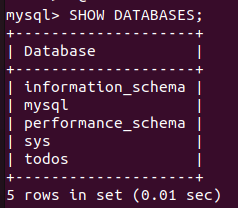 mysql> SHOW DATABASES;
+--------------------+
| Database           |
+--------------------+
| information_schema |
| mysql              |
| performance_schema |
| sys                |
| todos              |
+--------------------+
5 rows in set (0.01 sec)